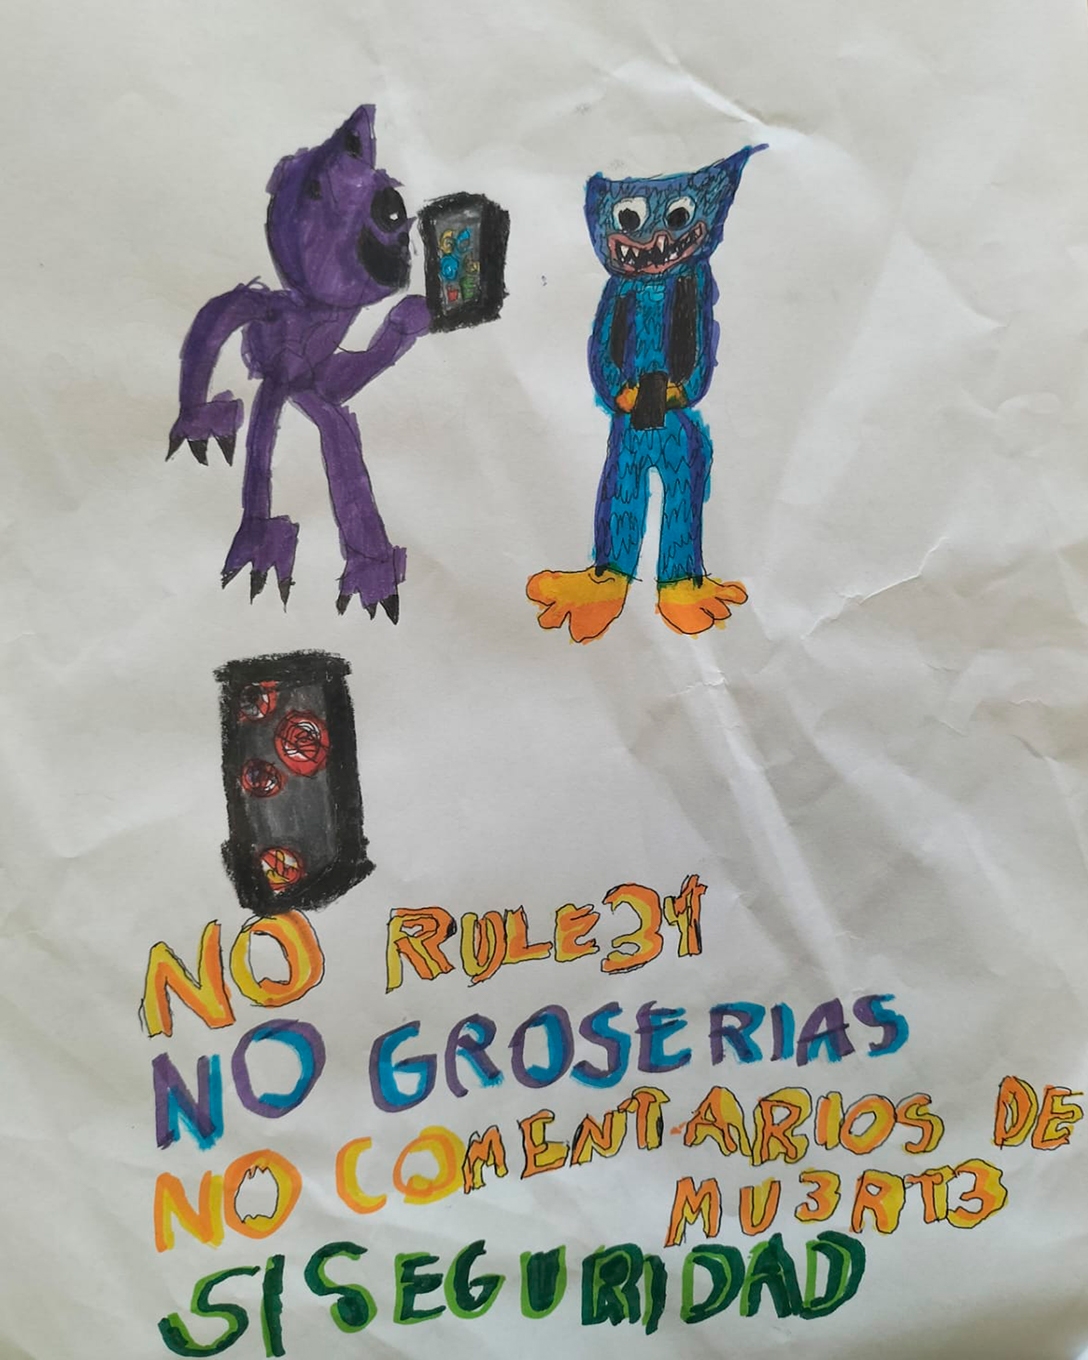 NO RULE34
NO GROSERIAS
NO COMENTARIOS DE
MU3RT3
SI SEGURIDAD